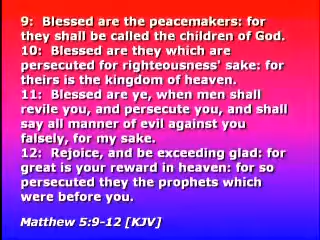 9:  Blessed are the peacemakers: for
they shall be called the children of God.
10:  Blessed are they which are
persecuted for righteousness' sake: for
theirs is the kingdom of heaven.
11:  Blessed are ye, when men shall
revile you, and persecute you, and shall
say all manner of evil against you
falsely, for my sake.
12:  Rejoice, and be exceeding glad: for
great is your reward in heaven: for so
persecuted they the prophets which
were before you.
Matthew 5:9-12 [KJV]